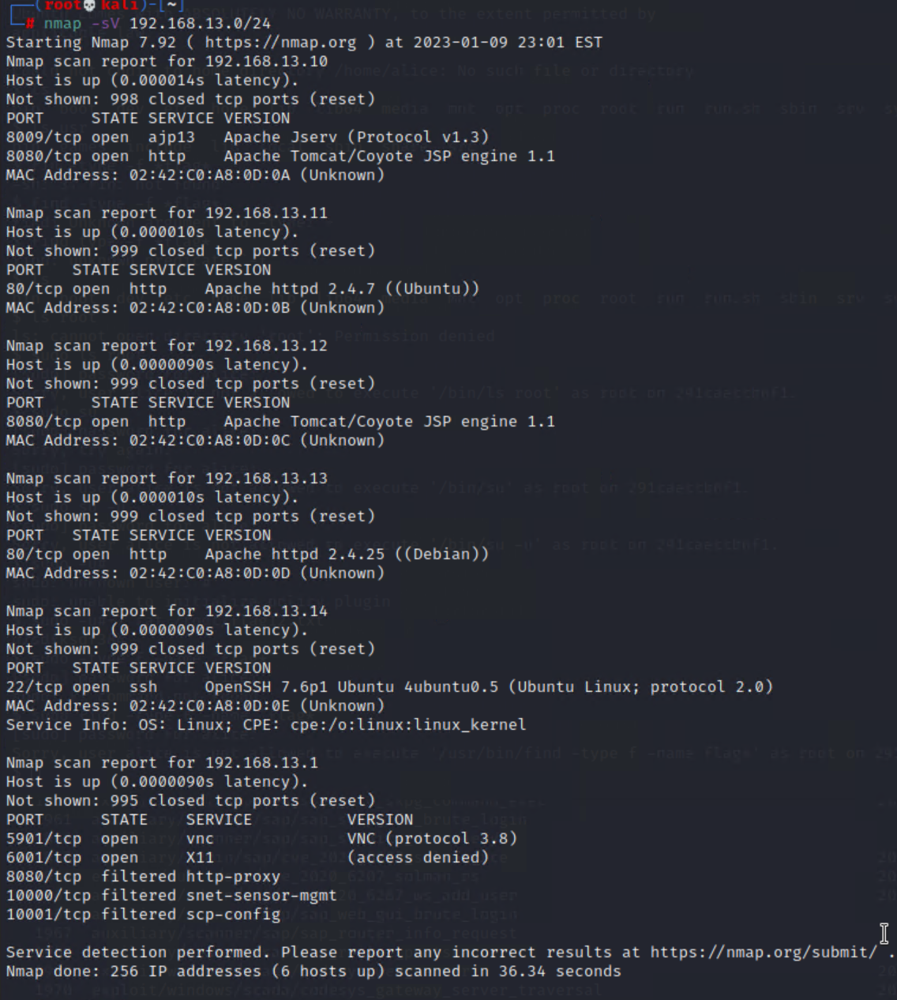 (root💀kali)-[~]
# nmap -sV 192.168.13.0/24
Starting Nmap 7.92 ( https://nmap.org ) at 2023-01-09 23:01 EST
Nmap scan report for 192.168.13.10
Host is up (0.000014s latency).
Not shown: 998 closed tcp ports (reset)
PORT     STATE SERVICE VERSION
8009/tcp open  ajp13   Apache Jserv (Protocol v1.3)
8080/tcp open  http    Apache Tomcat/Coyote JSP engine 1.1
MAC Address: 02:42:C0:A8:0D:0A (Unknown)

Nmap scan report for 192.168.13.11
Host is up (0.000010s latency).
Not shown: 999 closed tcp ports (reset)
PORT   STATE SERVICE VERSION
80/tcp open  http    Apache httpd 2.4.7 ((Ubuntu))
MAC Address: 02:42:C0:A8:0D:0B (Unknown)

Nmap scan report for 192.168.13.12
Host is up (0.0000090s latency).
Not shown: 999 closed tcp ports (reset)
PORT     STATE SERVICE VERSION
8080/tcp open  http    Apache Tomcat/Coyote JSP engine 1.1
MAC Address: 02:42:C0:A8:0D:0C (Unknown)

Nmap scan report for 192.168.13.13
Host is up (0.000010s latency).
Not shown: 999 closed tcp ports (reset)
PORT   STATE SERVICE VERSION
80/tcp open  http    Apache httpd 2.4.25 ((Debian))
MAC Address: 02:42:C0:A8:0D:0D (Unknown)

Nmap scan report for 192.168.13.14
Host is up (0.0000090s latency).
Not shown: 999 closed tcp ports (reset)
PORT   STATE SERVICE VERSION
22/tcp open  ssh     OpenSSH 7.6p1 Ubuntu 4ubuntu0.5 (Ubuntu Linux; protocol 2.0)
MAC Address: 02:42:C0:A8:0D:0E (Unknown)
Service Info: OS: Linux; CPE: cpe:/o:linux:linux_kernel

Nmap scan report for 192.168.13.1
Host is up (0.0000090s latency).
Not shown: 995 closed tcp ports (reset)
PORT      STATE    SERVICE          VERSION
5901/tcp  open     vnc              VNC (protocol 3.8)
6001/tcp  open     X11              (access denied)
8080/tcp  filtered http-proxy
10000/tcp filtered snet-sensor-mgmt
10001/tcp filtered scp-config

Service detection performed. Please report any incorrect results at https://nmap.org/submit/ .
Nmap done: 256 IP addresses (6 hosts up) scanned in 36.34 seconds